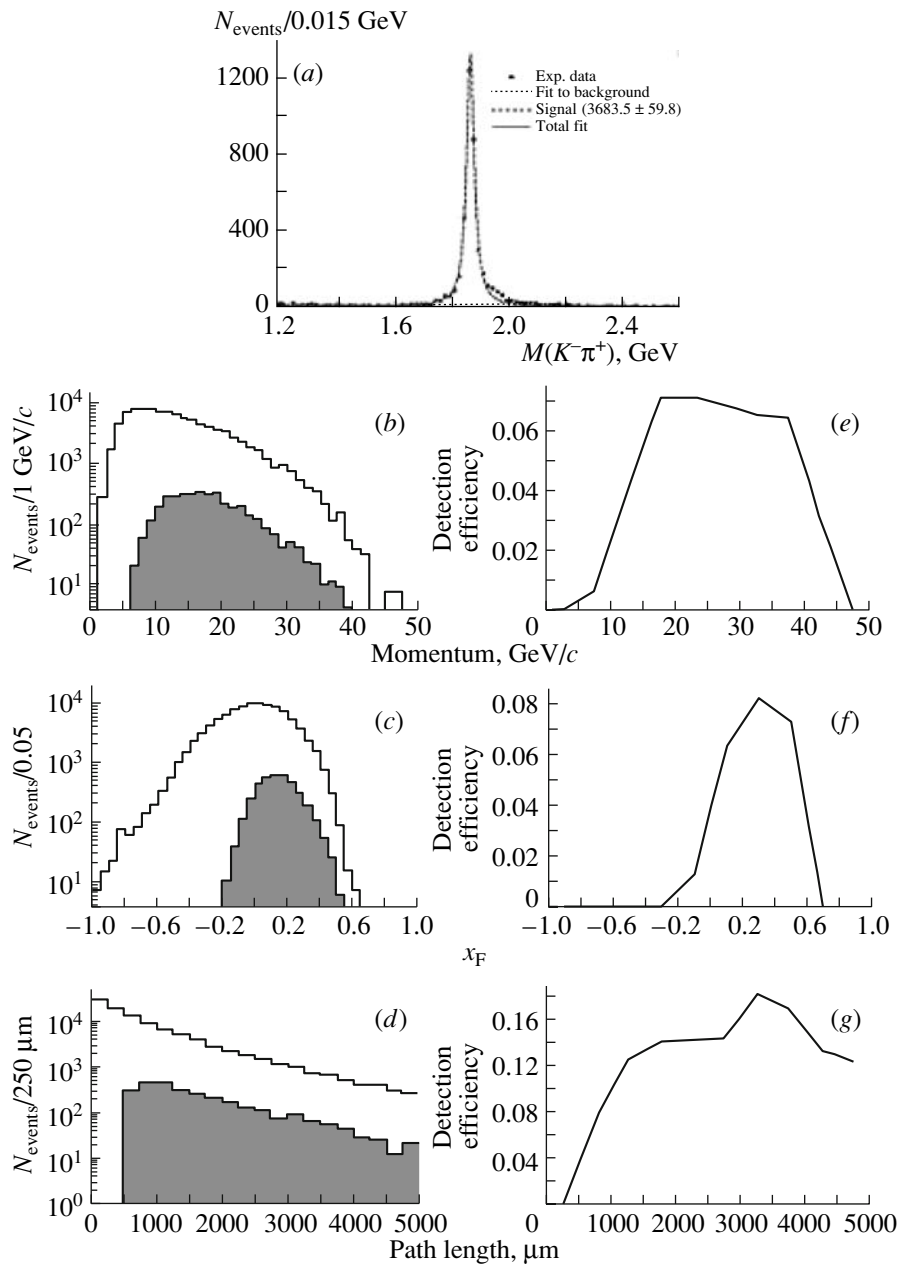 N_events/0.015 GeV
(a)
1200
800
400
0
Exp. data
Fit to background
Signal (3683.5 ± 59.8)
Total fit
1.2 1.6 2.0 2.4
M(K⁻π⁺), GeV
N_events/1 GeV/c
10⁴
10³
10²
10¹
(b)
0 10 20 30 40 50
Detection
efficiency
0.06
0.04
0.02
0
(e)
0 10 20 30 40 50
Momentum, GeV/c
N_events/0.05
10⁴
10³
10²
10¹
(c)
−1.0 −0.6 −0.2 0.2 0.6 1.0
Detection
efficiency
0.08
0.06
0.04
0.02
0
(f)
−1.0 −0.6 −0.2 0.2 0.6 1.0
x_F
N_events/250 μm
10⁴
10³
10²
10¹
10⁰
(d)
0 1000 2000 3000 4000 5000
Detection
efficiency
0.16
0.12
0.08
0.04
0
(g)
0 1000 2000 3000 4000 5000
Path length, μm